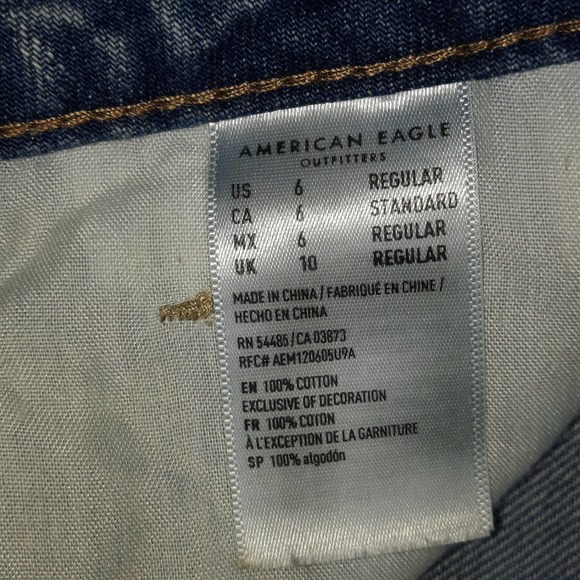 AMERICAN EAGLE
OUTFITTERS
US 6 REGULAR
CA 6 STANDARD
MX 6 REGULAR
UK 10 REGULAR
MADE IN CHINA / FABRIQUÉ EN CHINE /
HECHO EN CHINA
RN 54485/CA 03873
RFC# AEM120605U9A
EN 100% COTTON
EXCLUSIVE OF DECORATION
FR 100% COTON
À L'EXCEPTION DE LA GARNITURE
SP 100% algodón